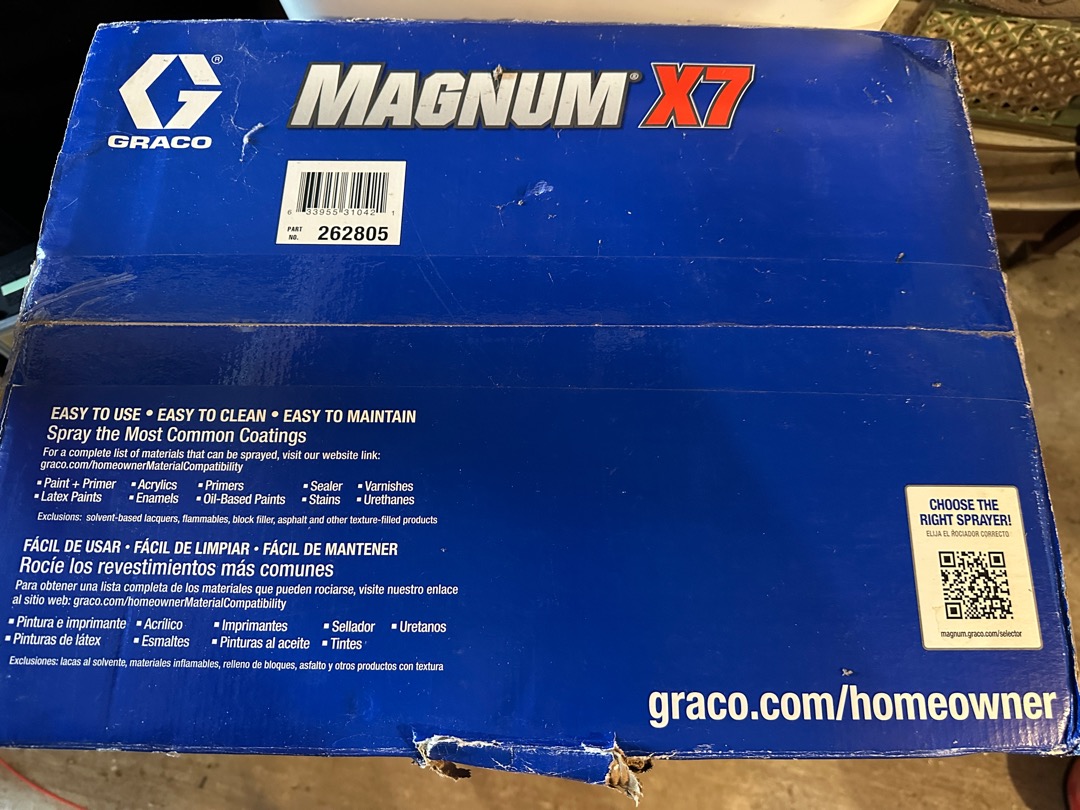 GRACO®
MAGNUM® X7
6 33955 31042 1
PART NO. 262805
EASY TO USE • EASY TO CLEAN • EASY TO MAINTAIN
Spray the Most Common Coatings
For a complete list of materials that can be sprayed, visit our website link:
graco.com/homeownerMaterialCompatibility
▪ Paint + Primer ▪ Acrylics ▪ Primers ▪ Sealer ▪ Varnishes
▪ Latex Paints ▪ Enamels ▪ Oil-Based Paints ▪ Stains ▪ Urethanes
Exclusions: solvent-based lacquers, flammables, block filler, asphalt and other texture-filled products
FÁCIL DE USAR • FÁCIL DE LIMPIAR • FÁCIL DE MANTENER
Rocíe los revestimientos más comunes
Para obtener una lista completa de los materiales que pueden rociarse, visite nuestro enlace
al sitio web: graco.com/homeownerMaterialCompatibility
▪ Pintura e imprimante ▪ Acrílico ▪ Imprimantes ▪ Sellador ▪ Uretanos
▪ Pinturas de látex ▪ Esmaltes ▪ Pinturas al aceite ▪ Tintes
Exclusiones: lacas al solvente, materiales inflamables, relleno de bloques, asfalto y otros productos con textura
CHOOSE THE
RIGHT SPRAYER!
ELIJA EL ROCIADOR CORRECTO
magnum.graco.com/selector
graco.com/homeowner